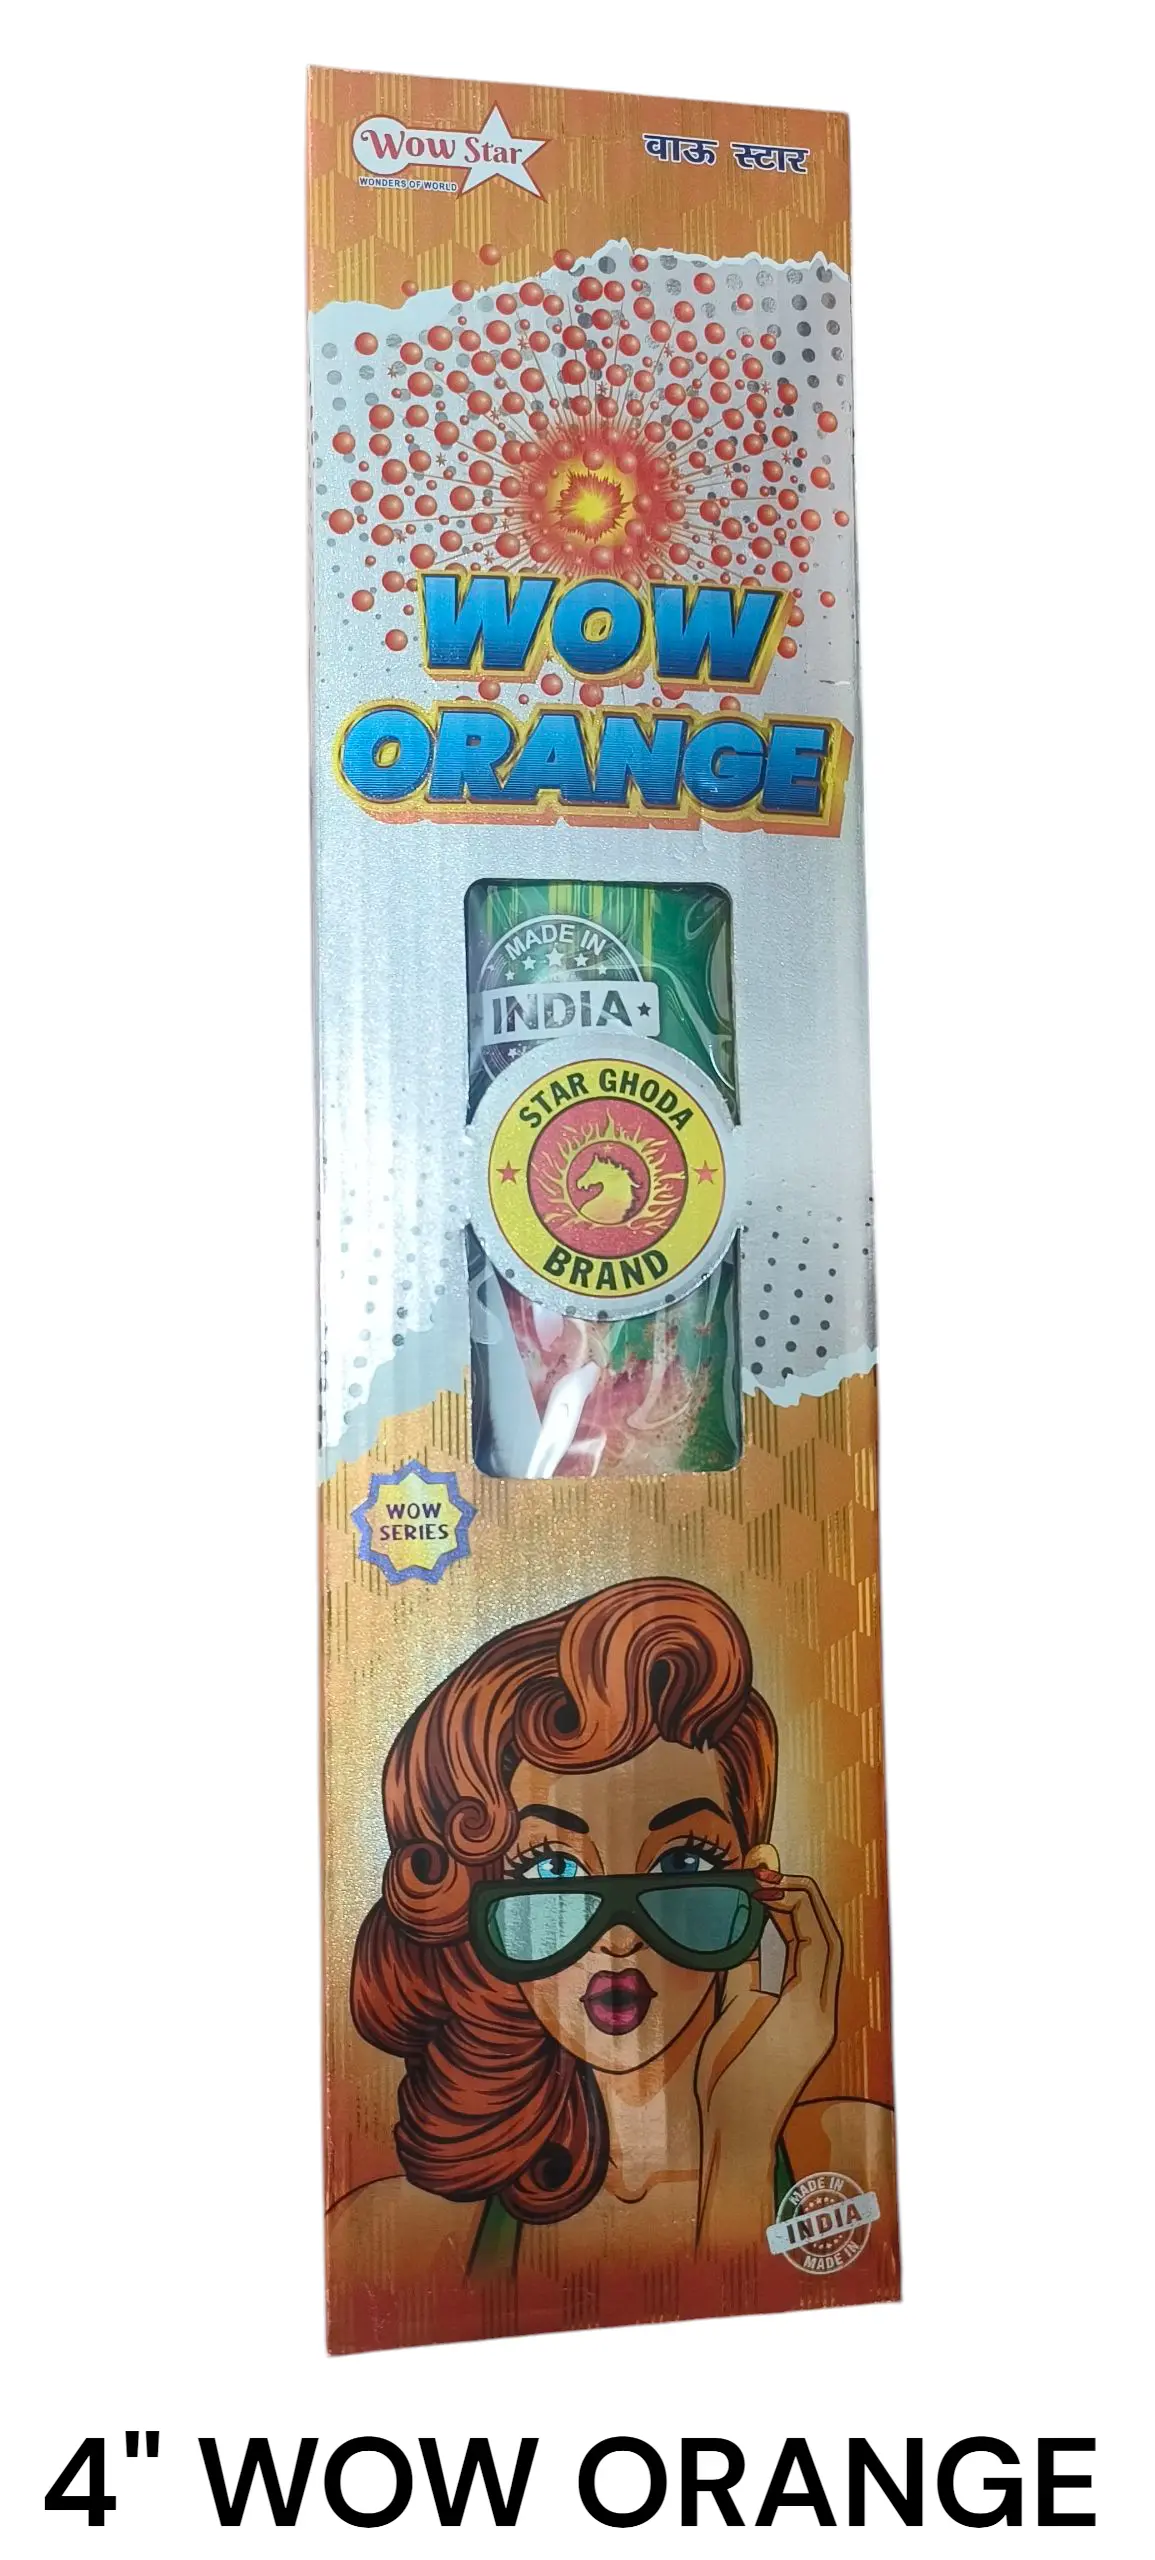 Wow Star
WONDERS OF WORLD
वाऊ स्टार
WOW
ORANGE
MADE IN
INDIA
STAR GHODA
BRAND
WOW
SERIES
MADE IN
INDIA
MADE IN
4" WOW ORANGE